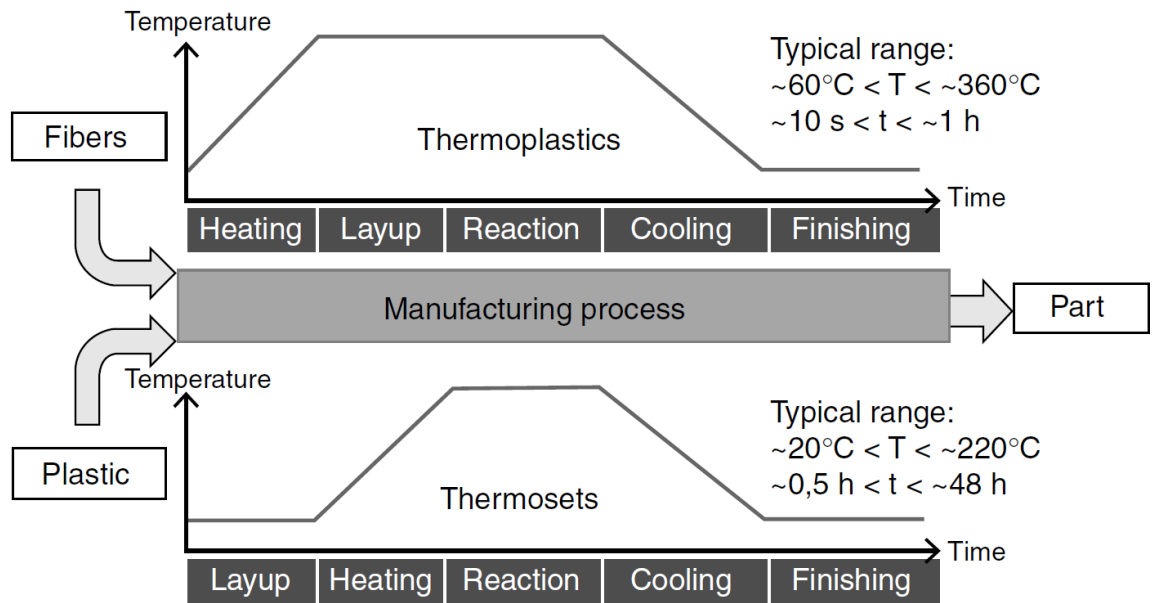 Temperature
Typical range:
~60°C < T < ~360°C
~10 s < t < ~1 h
Fibers
Thermoplastics
Time
Heating
Layup
Reaction
Cooling
Finishing
Manufacturing process
Part
Temperature
Typical range:
~20°C < T < ~220°C
~0,5 h < t < ~48 h
Plastic
Thermosets
Time
Layup
Heating
Reaction
Cooling
Finishing